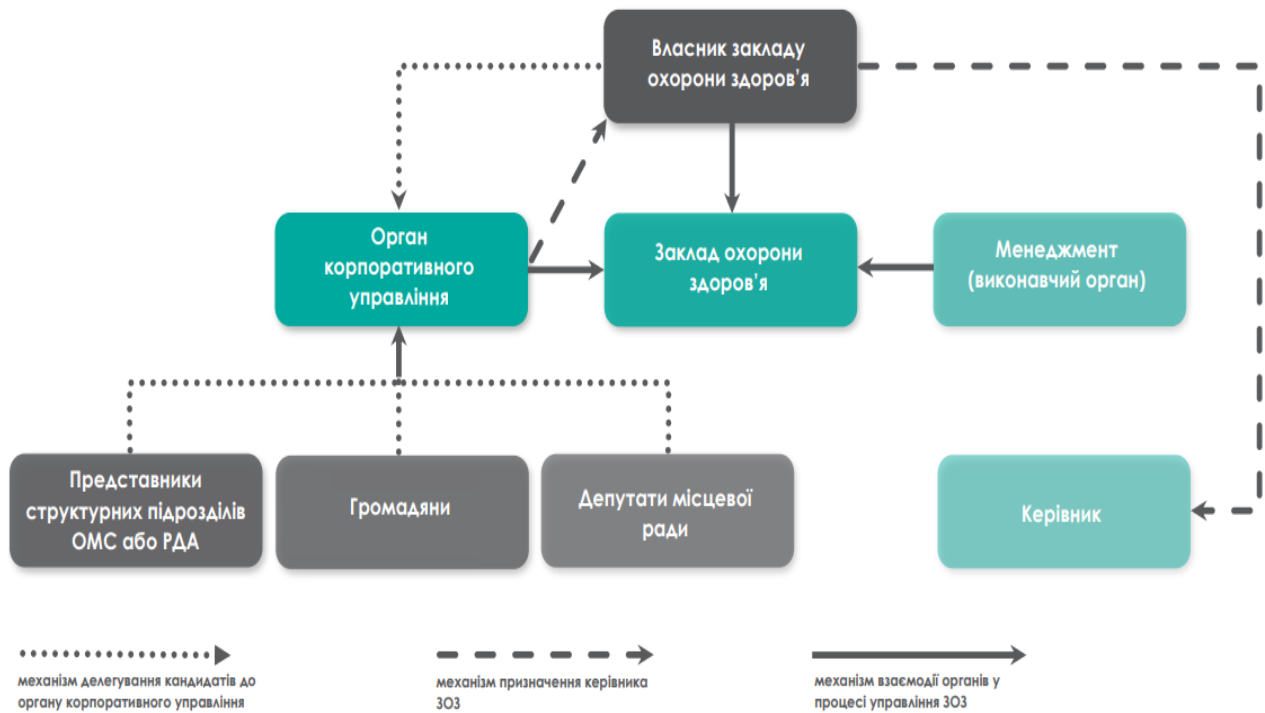 Власник закладу
охорони здоров’я
Орган
корпоративного
управління
Заклад охорони
здоров’я
Менеджмент
(виконавчий орган)
Представники
структурних підрозділів
ОМС або РДА
Громадяни
Депутати місцевої
ради
Керівник
механізм делегування кандидатів до
органу корпоративного управління
механізм призначення керівника
ЗОЗ
механізм взаємодії органів у
процесі управління ЗОЗ